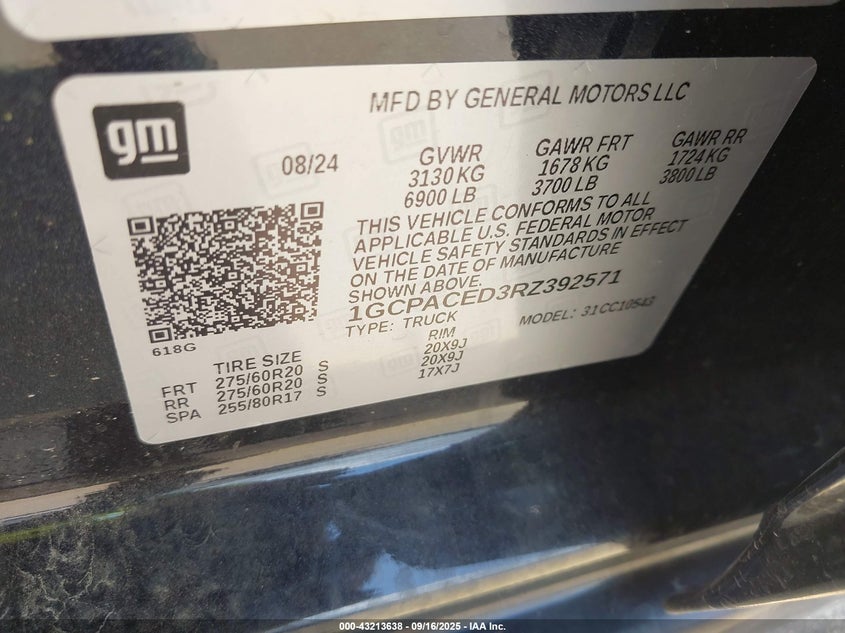 gm
MFD BY GENERAL MOTORS LLC
08/24
GVWR GAWR FRT GAWR RR
3130 KG 1678 KG 1724 KG
6900 LB 3700 LB 3800 LB
THIS VEHICLE CONFORMS TO ALL
APPLICABLE U.S. FEDERAL MOTOR
VEHICLE SAFETY STANDARDS IN EFFECT
ON THE DATE OF MANUFACTURE
SHOWN ABOVE.
1GCPACED3RZ392571
TYPE: TRUCK MODEL: 31CC10543
618G
TIRE SIZE RIM
FRT 275/60R20 S 20X9J
RR 275/60R20 S 20X9J
SPA 255/80R17 S 17X7J
000-43213638 - 09/16/2025 - IAA Inc.